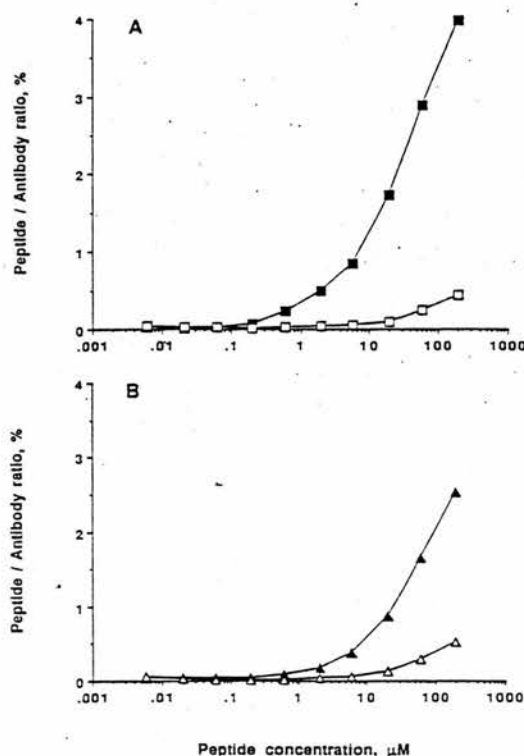 A
Peptide / Antibody ratio, %
4
3
2
1
0
.001 .01 .1 1 10 100 1000
B
Peptide / Antibody ratio, %
4
3
2
1
0
.001 .01 .1 1 10 100 1000
Peptide concentration, µM